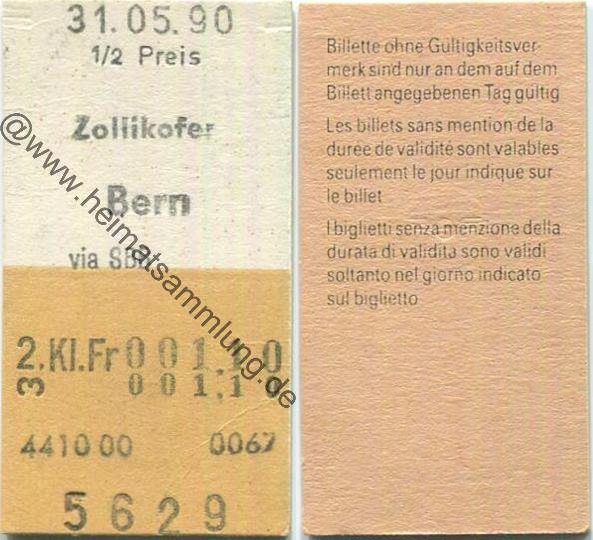 31.05.90
1/2 Preis
Zollikofer
Bern
via SBB
2.Kl.Fr 001.10
3 001.10
441000 0067
5629
Billette ohne Gültigkeitsver-
merk sind nur an dem auf dem
Billett angegebenen Tag gültig
Les billets sans mention de la
durée de validité sont valables
seulement le jour indiqué sur
le billet
I biglietti senza menzione della
durata di validità sono validi
soltanto nel giorno indicato
sul biglietto
@www.heimatsammlung.de